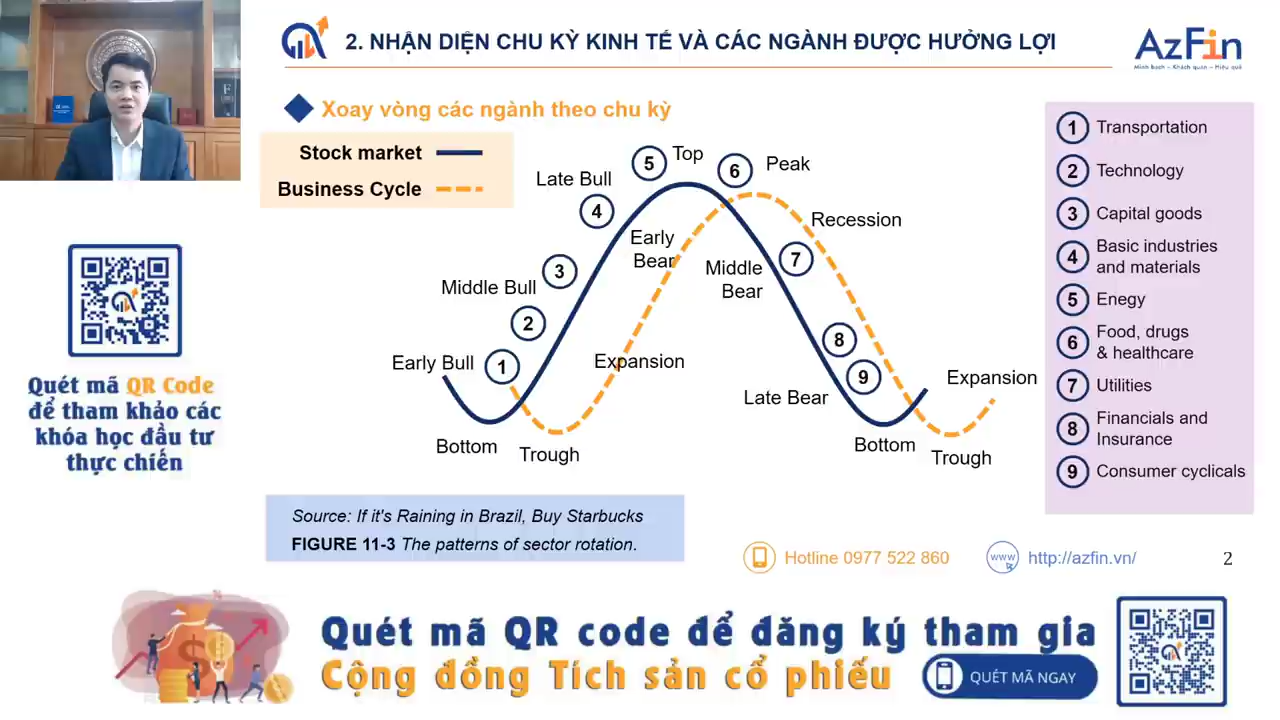 2. NHẬN DIỆN CHU KỲ KINH TẾ VÀ CÁC NGÀNH ĐƯỢC HƯỞNG LỢI
AzFin
Minh bạch – Khách quan – Hiệu quả
Xoay vòng các ngành theo chu kỳ
Stock market
Business Cycle
5
Top
6
Peak
Late Bull
4
Recession
Early
Bear
3
Middle
Bear
7
Middle Bull
2
8
Early Bull
1
Expansion
9
Expansion
Late Bear
Bottom
Trough
Bottom
Trough
1 Transportation
2 Technology
3 Capital goods
4 Basic industries
and materials
5 Enegy
6 Food, drugs
& healthcare
7 Utilities
8 Financials and
Insurance
9 Consumer cyclicals
Quét mã QR Code
để tham khảo các
khóa học đầu tư
thực chiến
Source: If it's Raining in Brazil, Buy Starbucks
FIGURE 11-3 The patterns of sector rotation.
Hotline 0977 522 860
www
http://azfin.vn/
2
Quét mã QR code để đăng ký tham gia
Cộng đồng Tích sản cổ phiếu
QUÉT MÃ NGAY